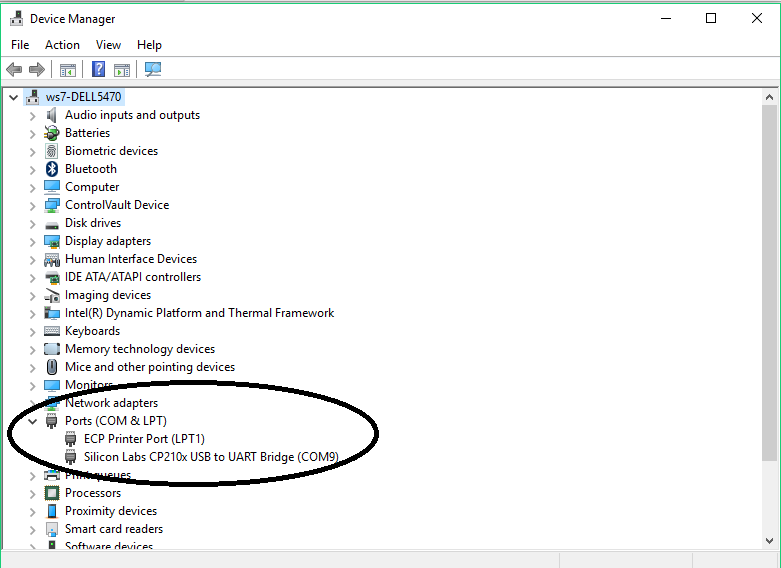 Device Manager
File Action View Help
ws7-DELL5470
Audio inputs and outputs
Batteries
Biometric devices
Bluetooth
Computer
ControlVault Device
Disk drives
Display adapters
Human Interface Devices
IDE ATA/ATAPI controllers
Imaging devices
Intel(R) Dynamic Platform and Thermal Framework
Keyboards
Memory technology devices
Mice and other pointing devices
Monitors
Network adapters
Ports (COM & LPT)
ECP Printer Port (LPT1)
Silicon Labs CP210x USB to UART Bridge (COM9)
Print queues
Processors
Proximity devices
Smart card readers
Software devices